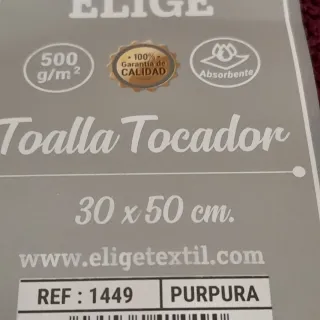 ELIGE
500
g/m²
100%
Garantía de
CALIDAD
Absorbente
Toalla Tocador
30 x 50 cm.
www.eligetextil.com
REF : 1449
PURPURA